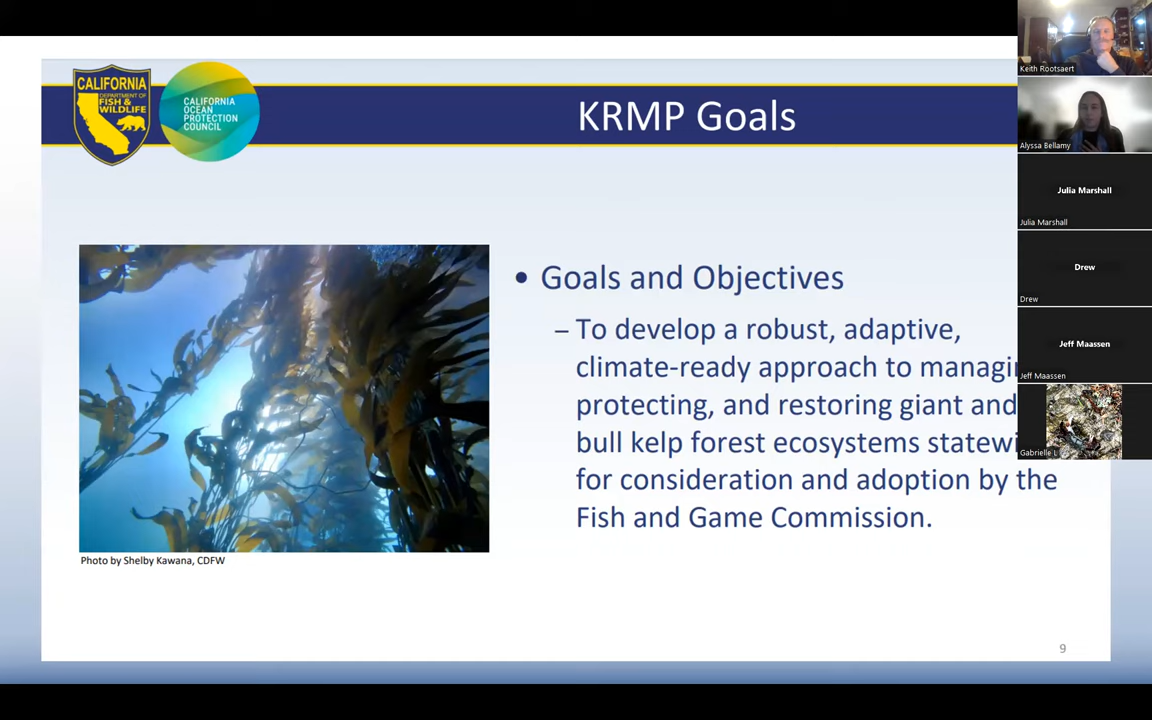 CALIFORNIA
DEPARTMENT OF
FISH &
WILDLIFE
CALIFORNIA
OCEAN
PROTECTION
COUNCIL
KRMP Goals
• Goals and Objectives
– To develop a robust, adaptive,
climate-ready approach to managi
protecting, and restoring giant and
bull kelp forest ecosystems statewi
for consideration and adoption by the
Fish and Game Commission.
Photo by Shelby Kawana, CDFW
9
Keith Rootsaert
Alyssa Bellamy
Julia Marshall
Julia Marshall
Drew
Drew
Jeff Maassen
Jeff Maassen
Gabrielle L